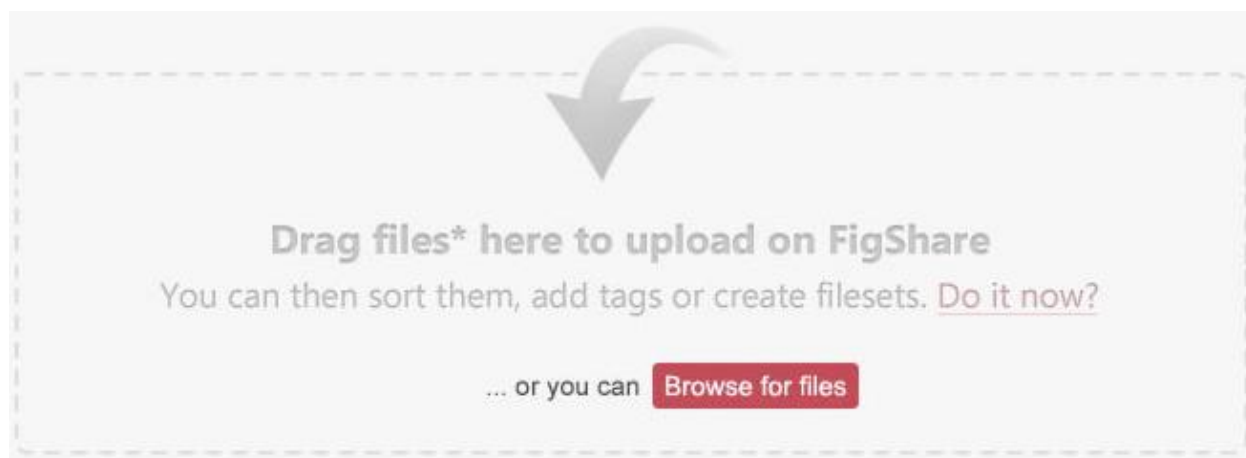 Drag files* here to upload on FigShare
You can then sort them, add tags or create filesets. Do it now?
... or you can Browse for files